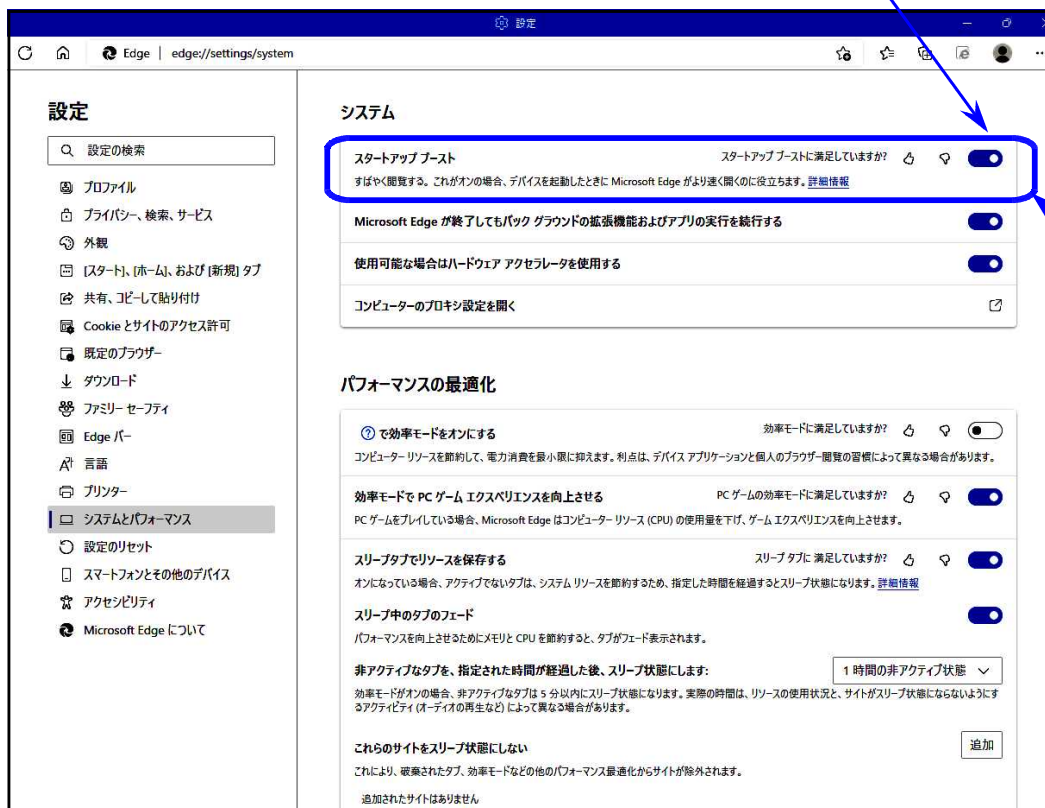 設定
Edge | edge://settings/system
設定
設定の検索
プロファイル
プライバシー、検索、サービス
外観
[スタート]、[ホーム]、および [新規] タブ
共有、コピーして貼り付け
Cookie とサイトのアクセス許可
既定のブラウザー
ダウンロード
ファミリー セーフティ
Edge バー
言語
プリンター
システムとパフォーマンス
設定のリセット
スマートフォンとその他のデバイス
アクセシビリティ
Microsoft Edge について
システム
スタートアップ ブースト スタートアップ ブーストに満足していますか?
すばやく閲覧する。これがオンの場合、デバイスを起動したときに Microsoft Edge がより速く開くのに役立ちます。詳細情報
Microsoft Edge が終了してもバック グラウンドの拡張機能およびアプリの実行を続行する
使用可能な場合はハードウェア アクセラレータを使用する
コンピューターのプロキシ設定を開く
パフォーマンスの最適化
で効率モードをオンにする 効率モードに満足していますか?
コンピューター リソースを節約して、電力消費を最小限に抑えます。利点は、デバイス アプリケーションと個人のブラウザー閲覧の習慣によって異なる場合があります。
効率モードで PC ゲーム エクスペリエンスを向上させる PC ゲームの効率モードに満足していますか?
PC ゲームをプレイしている場合、Microsoft Edge はコンピューター リソース (CPU) の使用量を下げ、ゲーム エクスペリエンスを向上させます。
スリープタブでリソースを保存する スリープ タブに 満足していますか?
オンになっている場合、アクティブでないタブは、システム リソースを節約するため、指定した時間を経過するとスリープ状態になります。詳細情報
スリープ中のタブのフェード
パフォーマンスを向上させるためにメモリと CPU を節約すると、タブがフェード表示されます。
非アクティブなタブを、指定された時間が経過した後、スリープ状態にします: 1 時間の非アクティブ状態
効率モードがオンの場合、非アクティブなタブは 5 分以内にスリープ状態になります。実際の時間は、リソースの使用状況と、サイトがスリープ状態にならないようにす
るアクティビティ (オーディオの再生など) によって異なる場合があります。
これらのサイトをスリープ状態にしない 追加
これにより、破棄されたタブ、効率モードなどの他のパフォーマンス最適化からサイトが除外されます。
追加されたサイトはありません